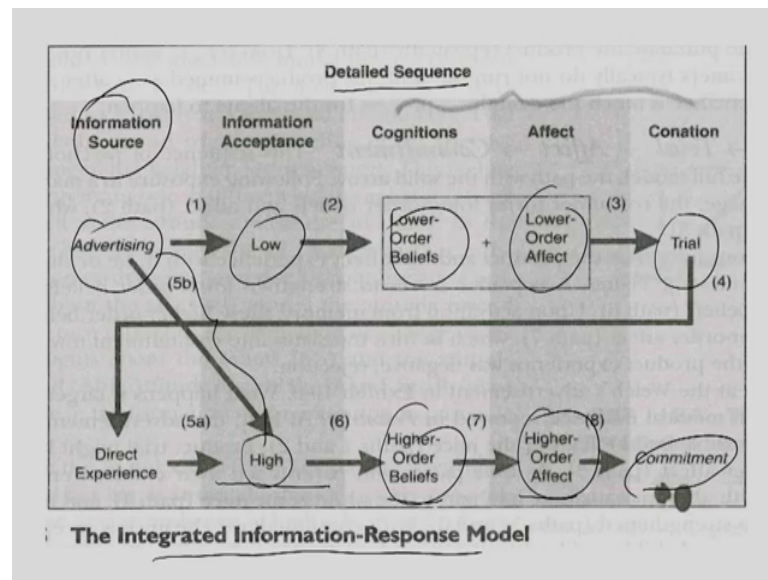 Detailed Sequence
Information Source
Information Acceptance
Cognitions
Affect
Conation
(1)
(2)
(3)
Advertising
Low
Lower-Order Beliefs
+
Lower-Order Affect
Trial
(5b)
(4)
(5a)
(6)
(7)
(8)
Direct Experience
High
Higher-Order Beliefs
Higher-Order Affect
Commitment
The Integrated Information-Response Model